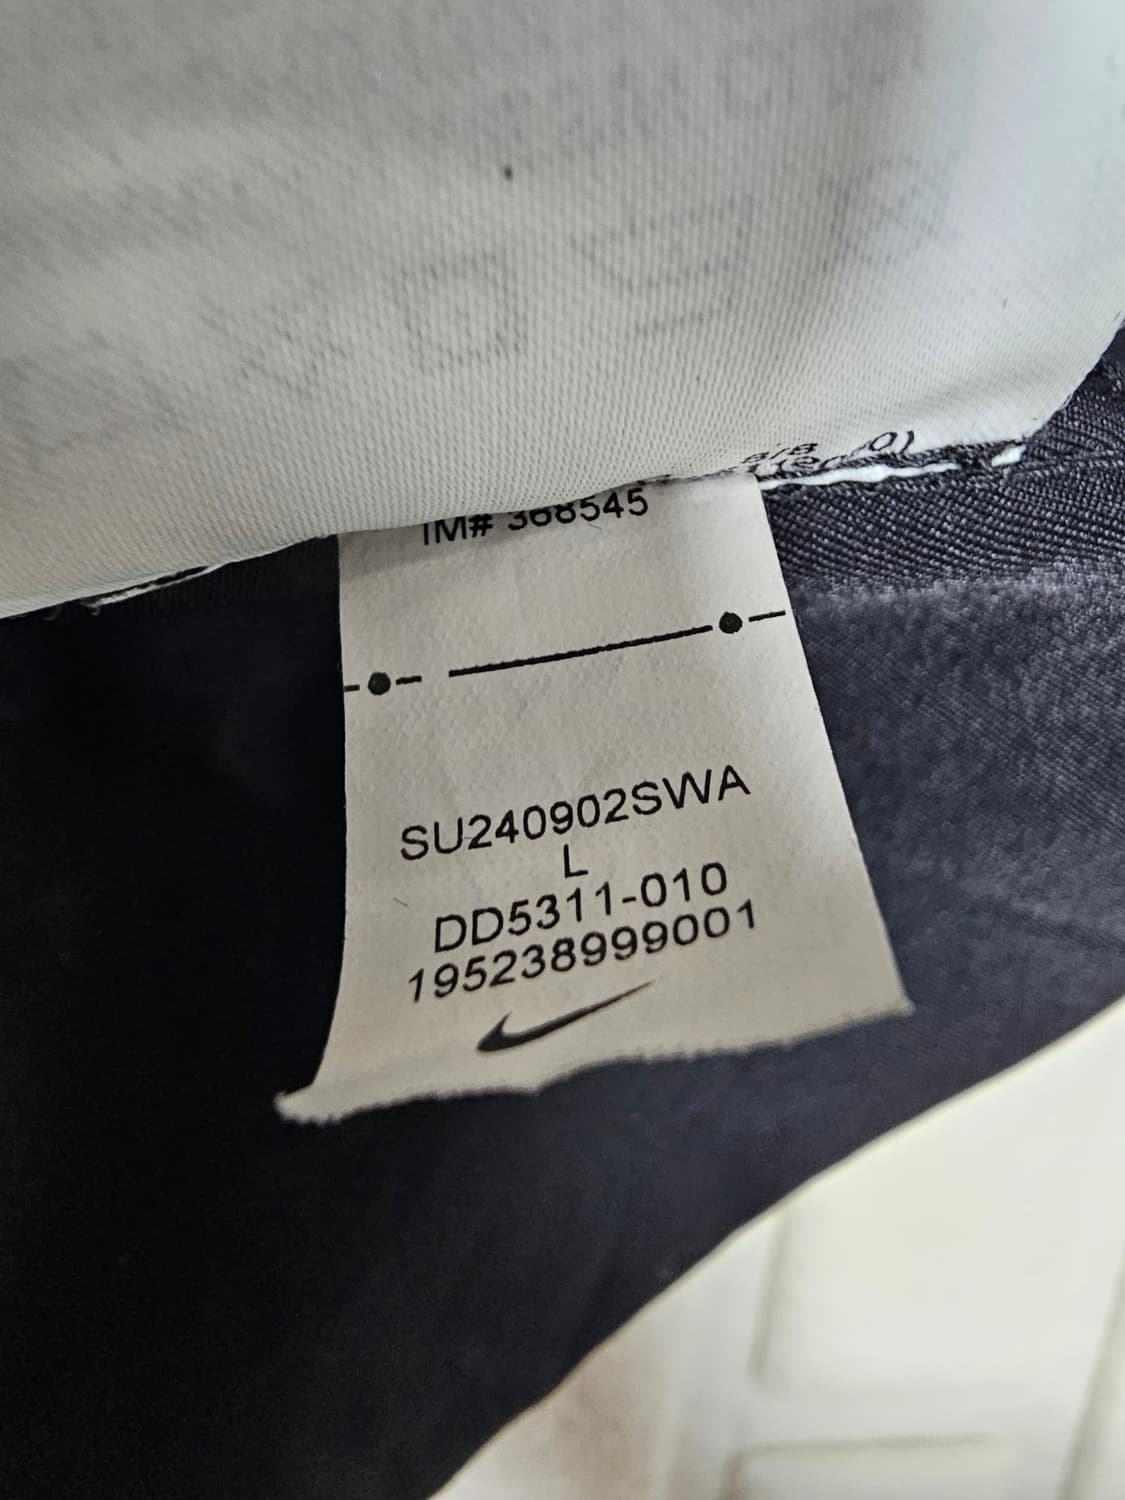 IM# 368545
SU240902SWA
L
DD5311-010
195238999001